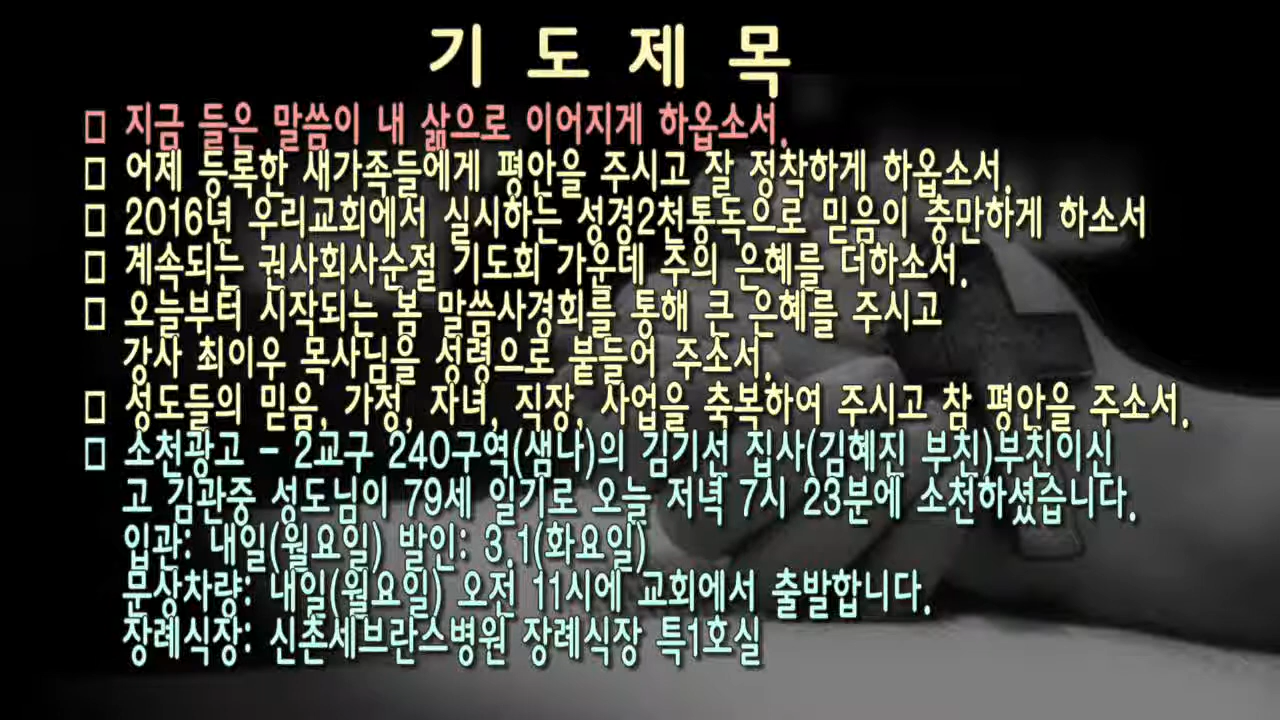 기 도 제 목
지금 들은 말씀이 내 삶으로 이어지게 하옵소서.
어제 등록한 새가족들에게 평안을 주시고 잘 정착하게 하옵소서.
2016년 우리교회에서 실시하는 성경2천통독으로 믿음이 충만하게 하소서
계속되는 권사회사순절 기도회 가운데 주의 은혜를 더하소서.
오늘부터 시작되는 봄 말씀사경회를 통해 큰 은혜를 주시고
강사 최이우 목사님을 성령으로 붙들어 주소서.
성도들의 믿음, 가정, 자녀, 직장, 사업을 축복하여 주시고 참 평안을 주소서.
소천광고 - 2교구 240구역(샘나)의 김기선 집사(김혜진 부친)부친이신
고 김관중 성도님이 79세 일기로 오늘 저녁 7시 23분에 소천하셨습니다.
입관: 내일(월요일) 발인: 3.1(화요일)
문상차량: 내일(월요일) 오전 11시에 교회에서 출발합니다.
장례식장: 신촌세브란스병원 장례식장 특1호실